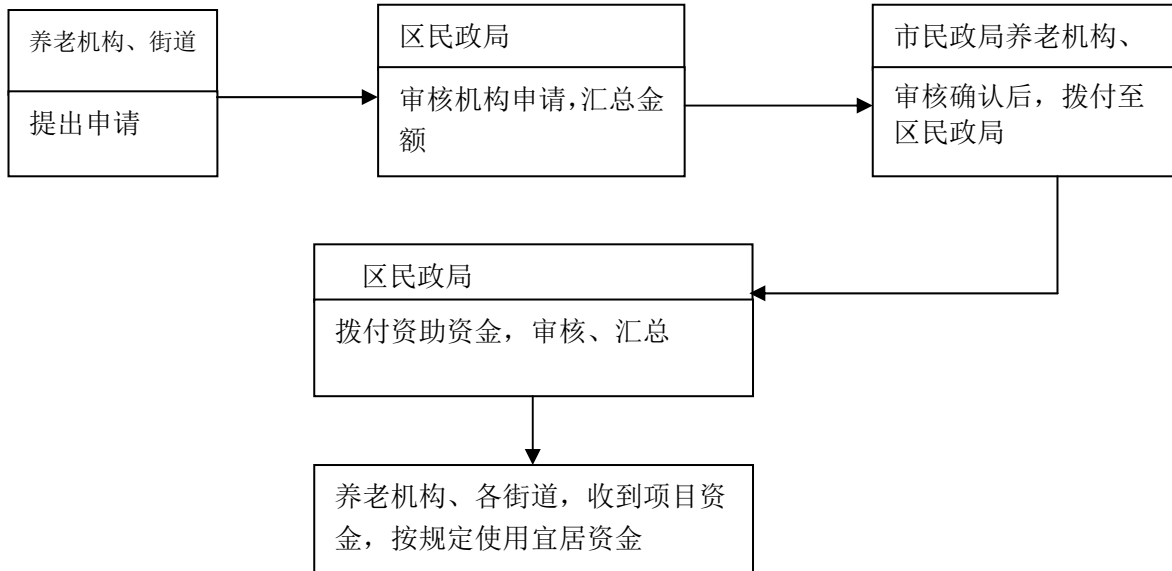 养老机构、街道
提出申请
区民政局
审核机构申请,汇总金
额
市民政局养老机构、
审核确认后，拨付至
区民政局
区民政局
拨付资助资金，审核、汇总
养老机构、各街道，收到项目资
金，按规定使用宜居资金